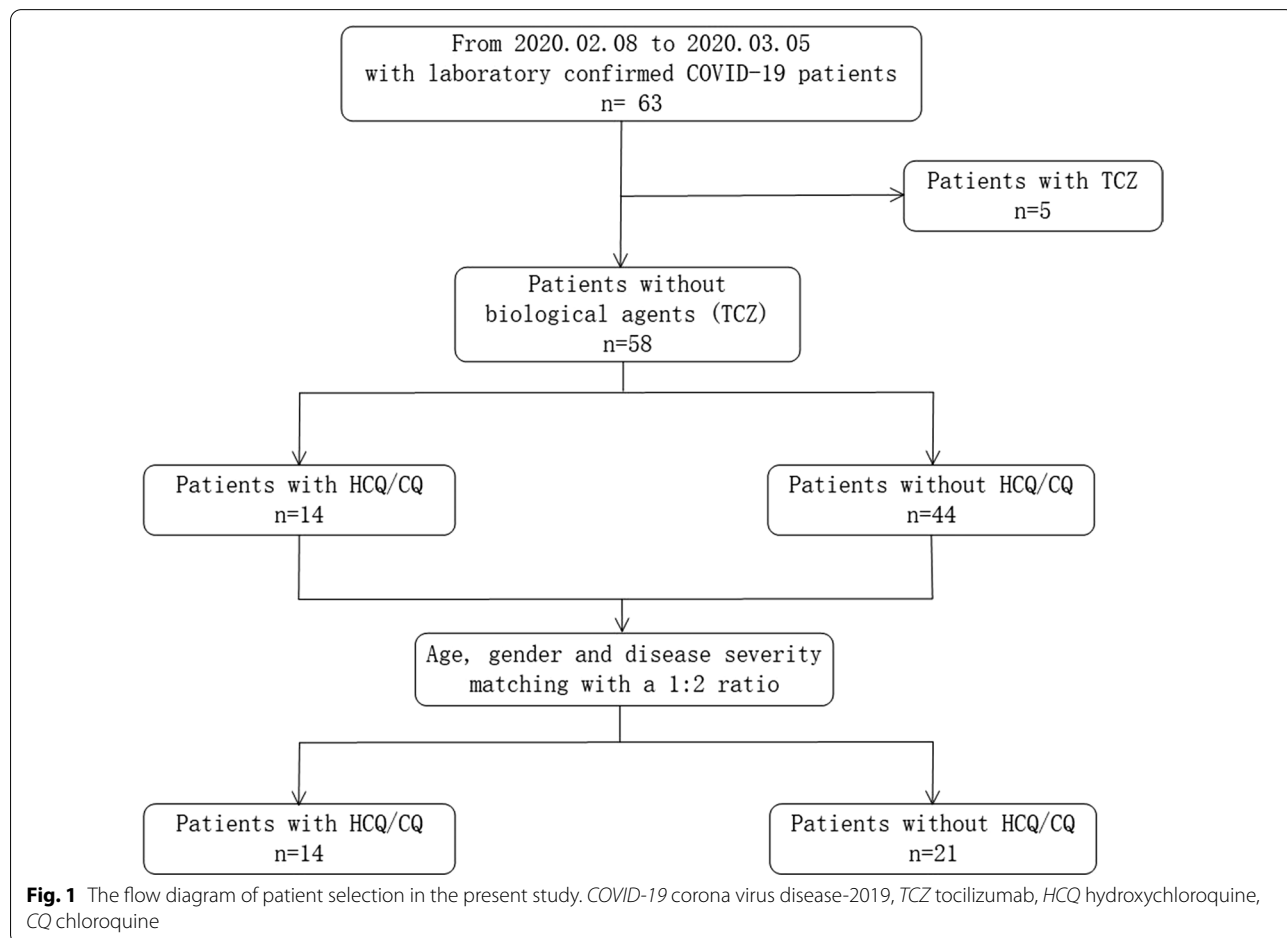 From 2020.02.08 to 2020.03.05
with laboratory confirmed COVID-19 patients
n= 63
Patients with TCZ
n=5
Patients without
biological agents (TCZ)
n=58
Patients with HCQ/CQ
n=14
Patients without HCQ/CQ
n=44
Age, gender and disease severity
matching with a 1:2 ratio
Patients with HCQ/CQ
n=14
Patients without HCQ/CQ
n=21
Fig. 1 The flow diagram of patient selection in the present study. COVID-19 corona virus disease-2019, TCZ tocilizumab, HCQ hydroxychloroquine,
CQ chloroquine